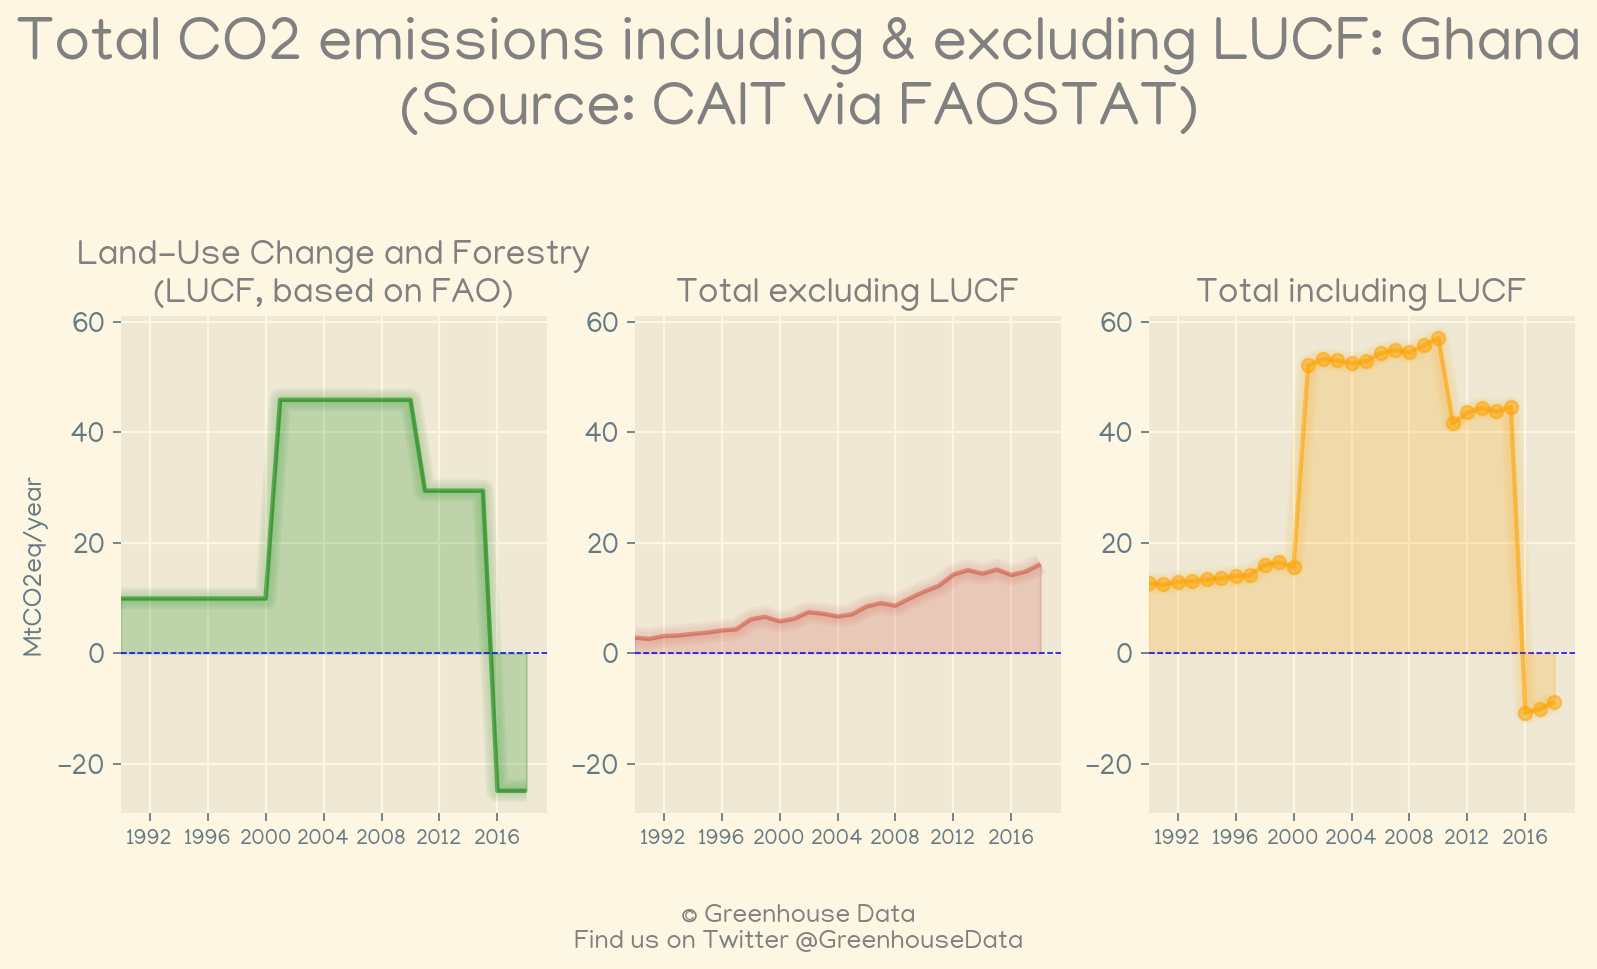 Total CO2 emissions including & excluding LUCF: Ghana
(Source: CAIT via FAOSTAT)
Land-Use Change and Forestry
(LUCF, based on FAO)
MtCO2eq/year
60
40
20
0
−20
1992 1996 2000 2004 2008 2012 2016
Total excluding LUCF
60
40
20
0
−20
1992 1996 2000 2004 2008 2012 2016
Total including LUCF
60
40
20
0
−20
1992 1996 2000 2004 2008 2012 2016
© Greenhouse Data
Find us on Twitter @GreenhouseData